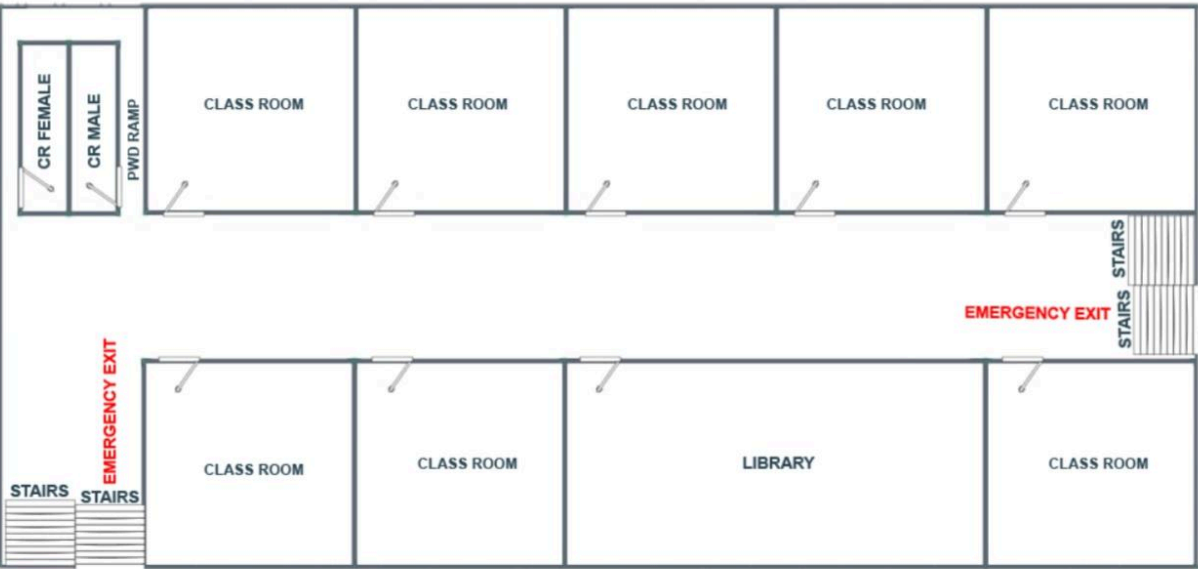 CR FEMALE
CR MALE
PWD RAMP
CLASS ROOM
CLASS ROOM
CLASS ROOM
CLASS ROOM
CLASS ROOM
STAIRS
STAIRS
EMERGENCY EXIT
EMERGENCY EXIT
STAIRS
STAIRS
CLASS ROOM
CLASS ROOM
LIBRARY
CLASS ROOM